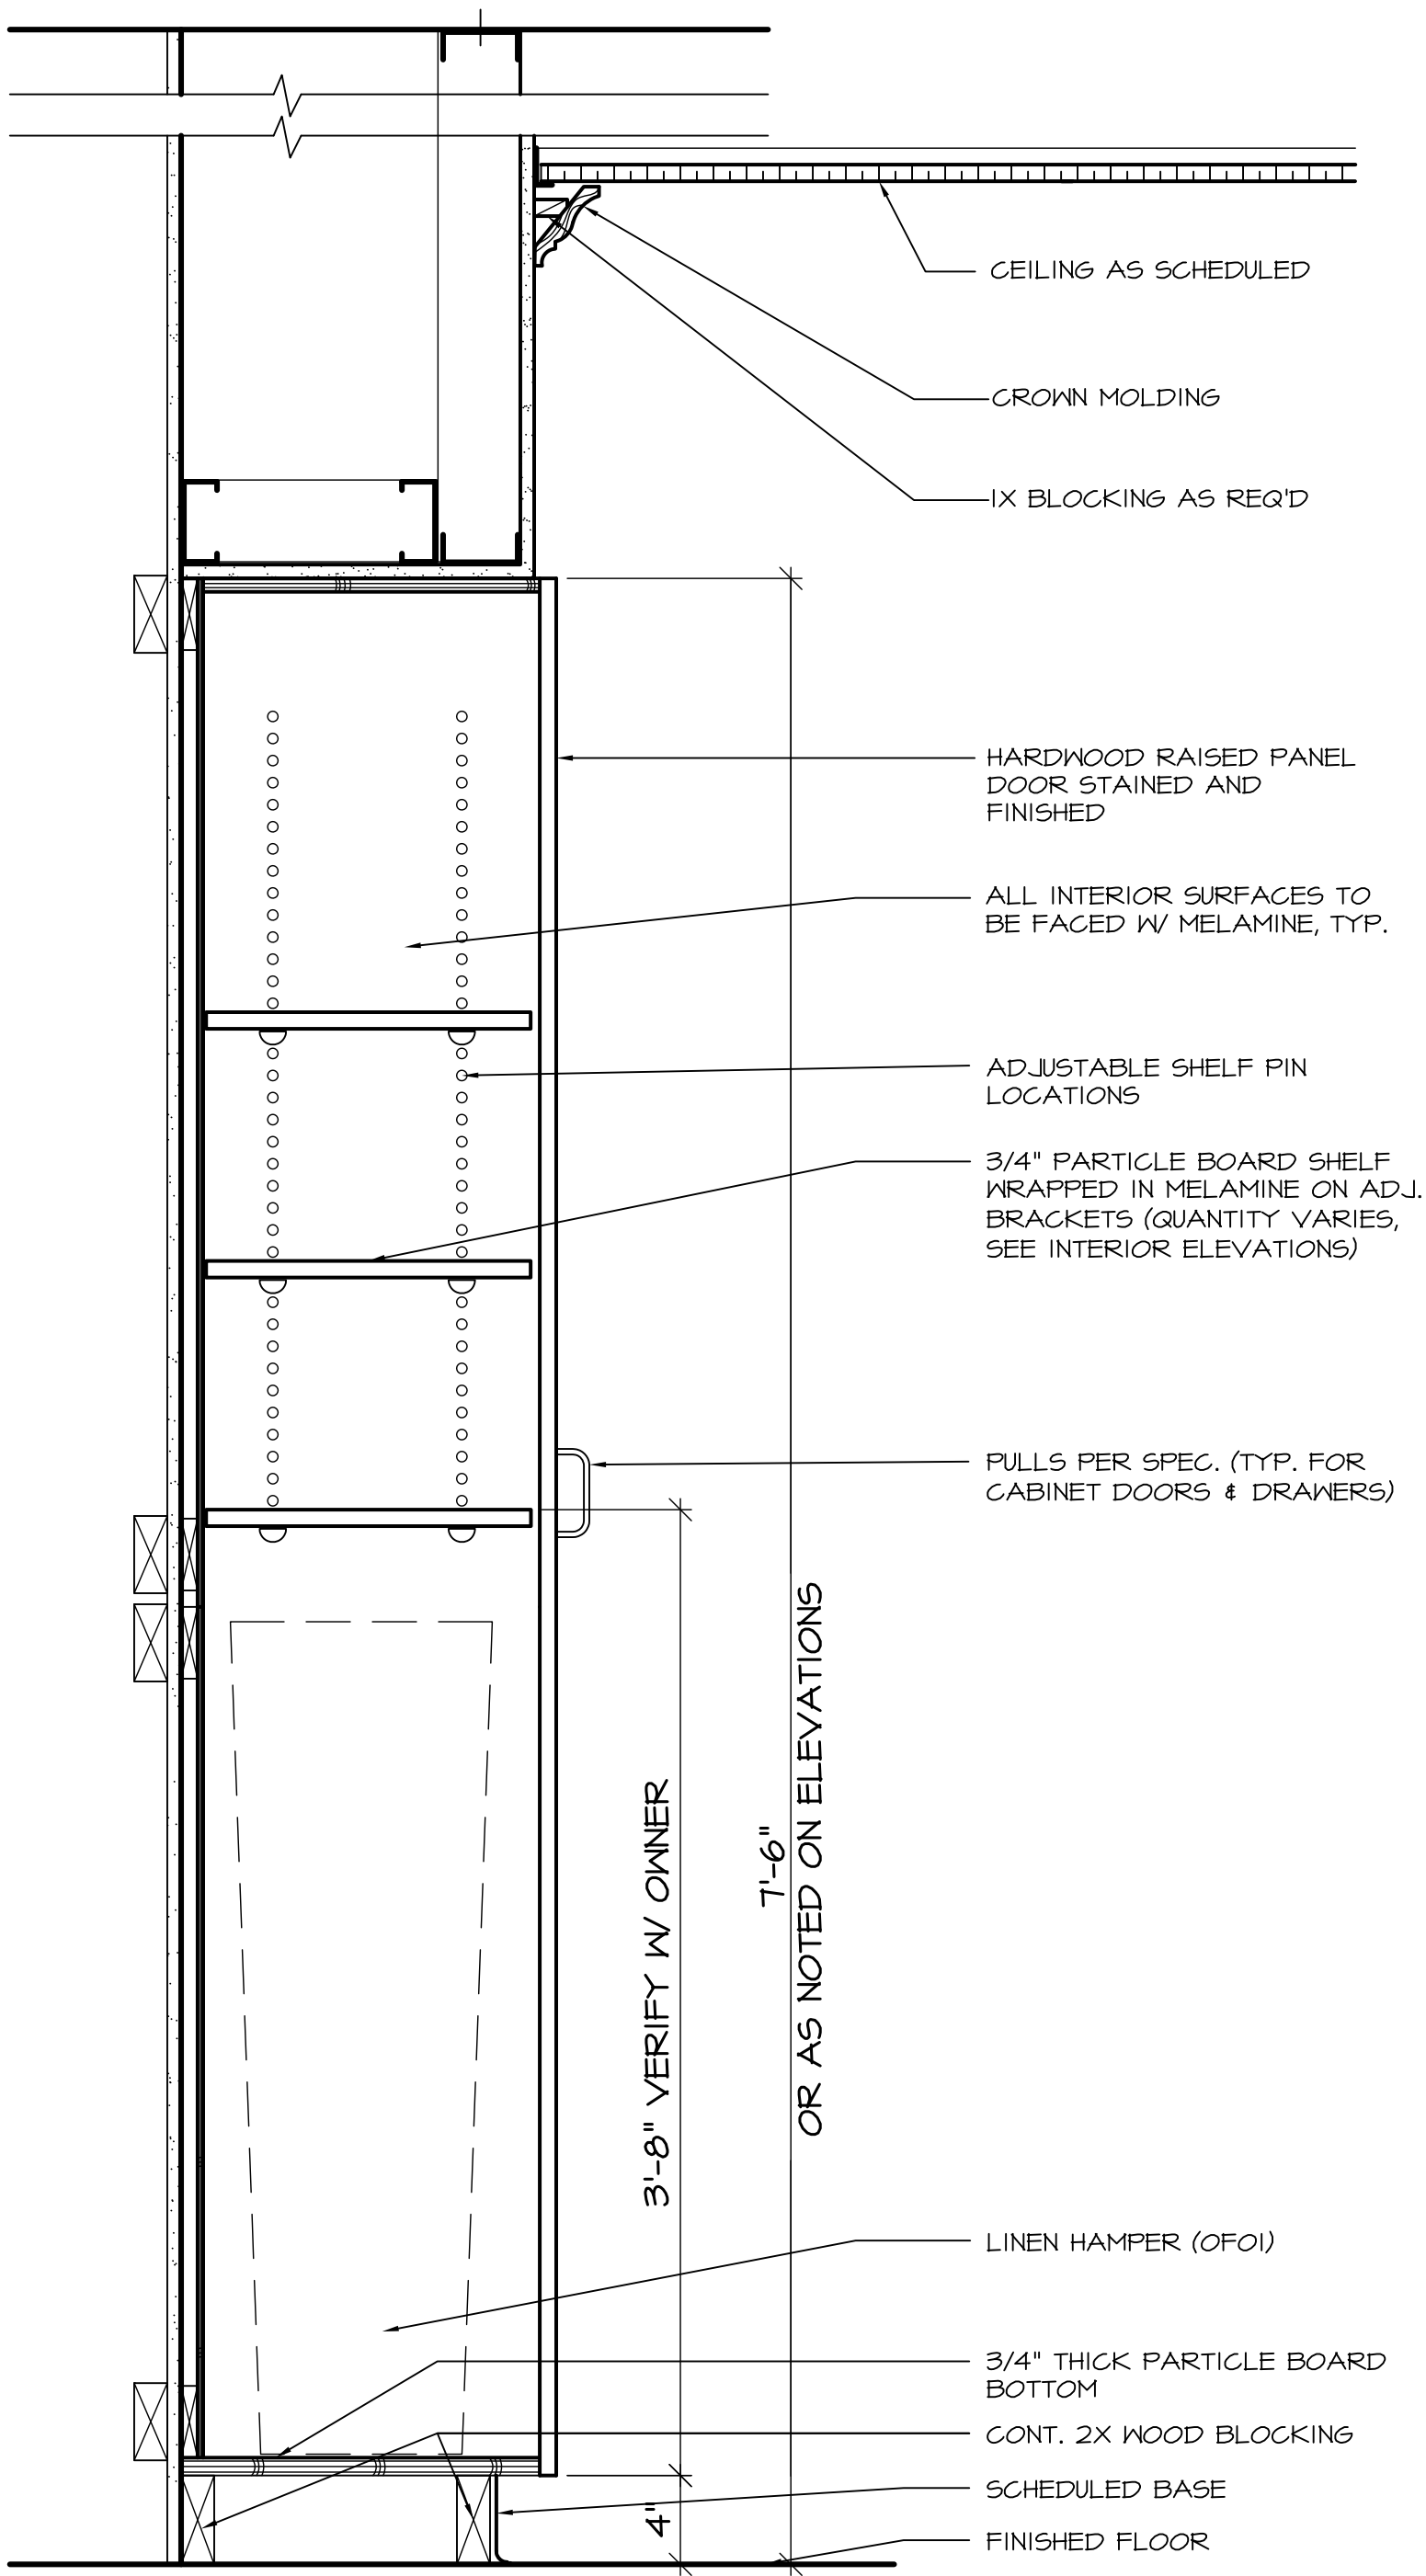 CEILING AS SCHEDULED
CROWN MOLDING
1X BLOCKING AS REQ'D
HARDWOOD RAISED PANEL
DOOR STAINED AND
FINISHED
ALL INTERIOR SURFACES TO
BE FACED W/ MELAMINE, TYP.
ADJUSTABLE SHELF PIN
LOCATIONS
3/4" PARTICLE BOARD SHELF
WRAPPED IN MELAMINE ON ADJ.
BRACKETS (QUANTITY VARIES,
SEE INTERIOR ELEVATIONS)
PULLS PER SPEC. (TYP. FOR
CABINET DOORS & DRAWERS)
3'-8" VERIFY W/ OWNER
7'-6"
OR AS NOTED ON ELEVATIONS
LINEN HAMPER (OFOI)
3/4" THICK PARTICLE BOARD
BOTTOM
CONT. 2X WOOD BLOCKING
SCHEDULED BASE
4"
FINISHED FLOOR